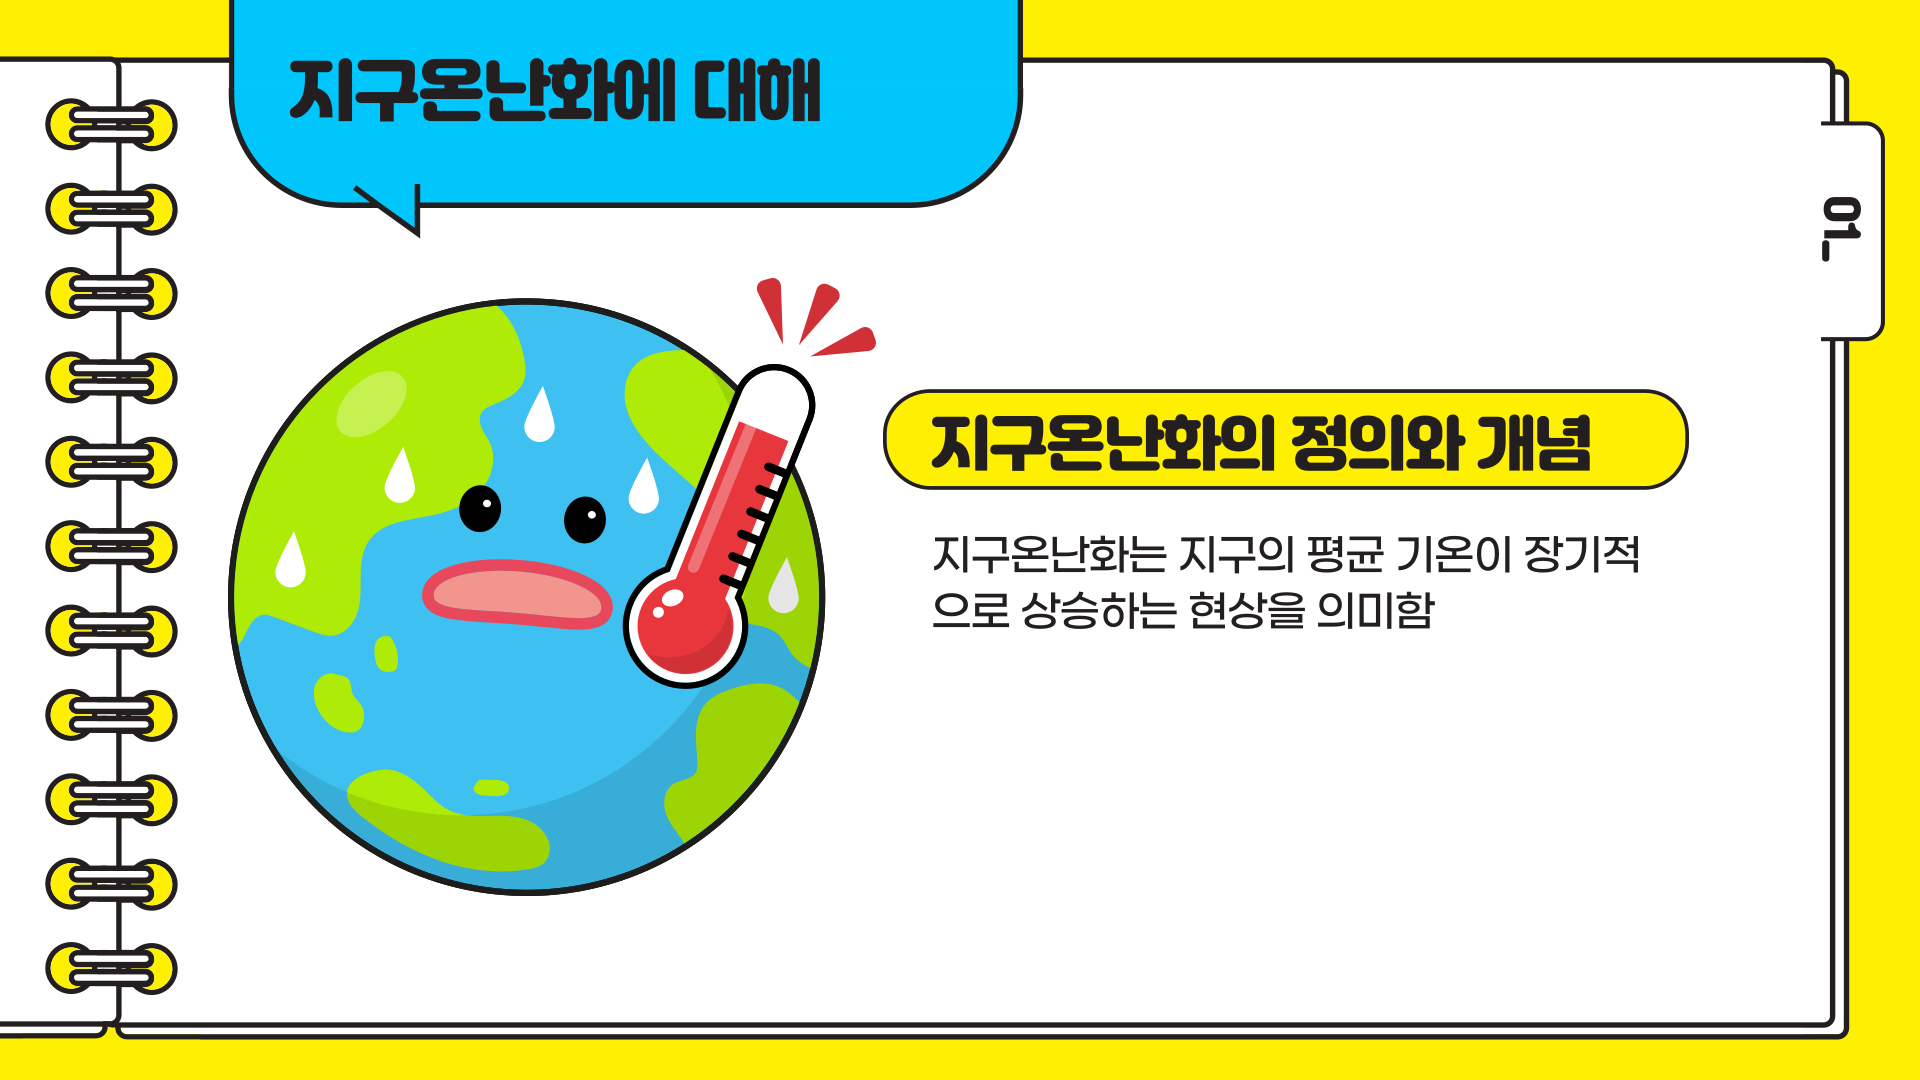 지구온난화에 대해
01_
지구온난화의 정의와 개념
지구온난화는 지구의 평균 기온이 장기적
으로 상승하는 현상을 의미함